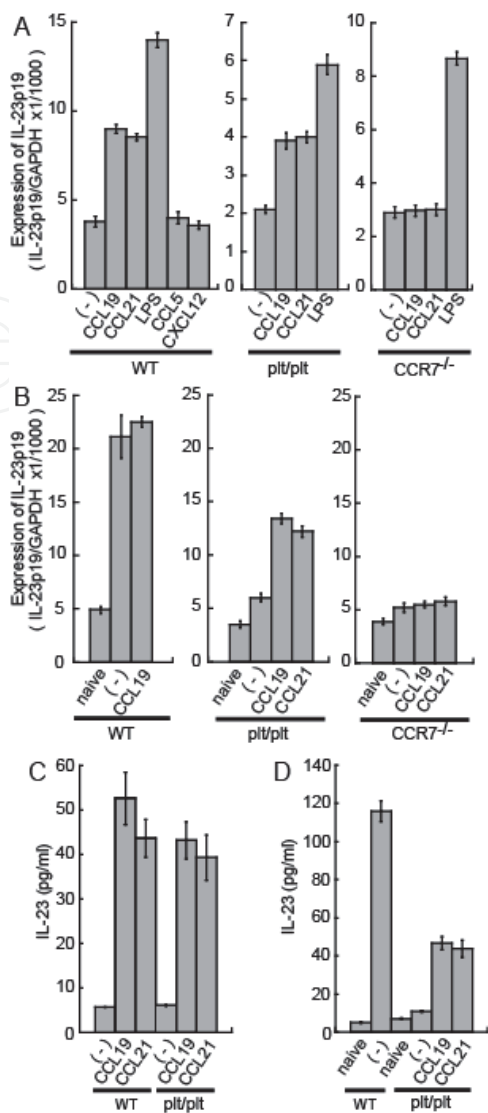 A
Expression of IL-23p19
( IL-23p19/GAPDH x1/1000)
15
10
5
0
(-)
CCL19
CCL21
LPS
CCL5
CXCL12
WT
7
6
5
4
3
2
1
0
(-)
CCL19
CCL21
LPS
plt/plt
10
8
6
4
2
0
(-)
CCL19
CCL21
LPS
CCR7-/-
B
Expression of IL-23p19
( IL-23p19/GAPDH x1/1000)
25
20
15
10
5
0
naive
(-)
CCL19
WT
25
20
15
10
5
0
naive
(-)
CCL19
CCL21
plt/plt
25
20
15
10
5
0
naive
(-)
CCL19
CCL21
CCR7-/-
C
IL-23 (pg/ml)
60
50
40
30
20
10
0
(-)
CCL19
CCL21
(-)
CCL19
CCL21
WT
plt/plt
D
IL-23 (pg/ml)
140
120
100
80
60
40
20
0
naive
(-)
naive
(-)
CCL19
CCL21
WT
plt/plt